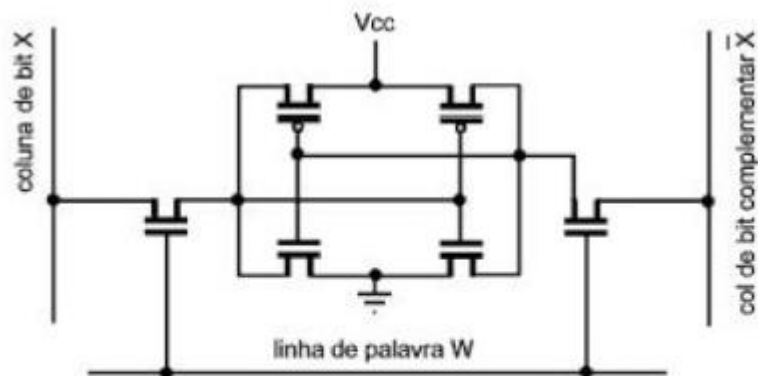 Vcc
coluna de bit X
col de bit complementar X̅
linha de palavra W